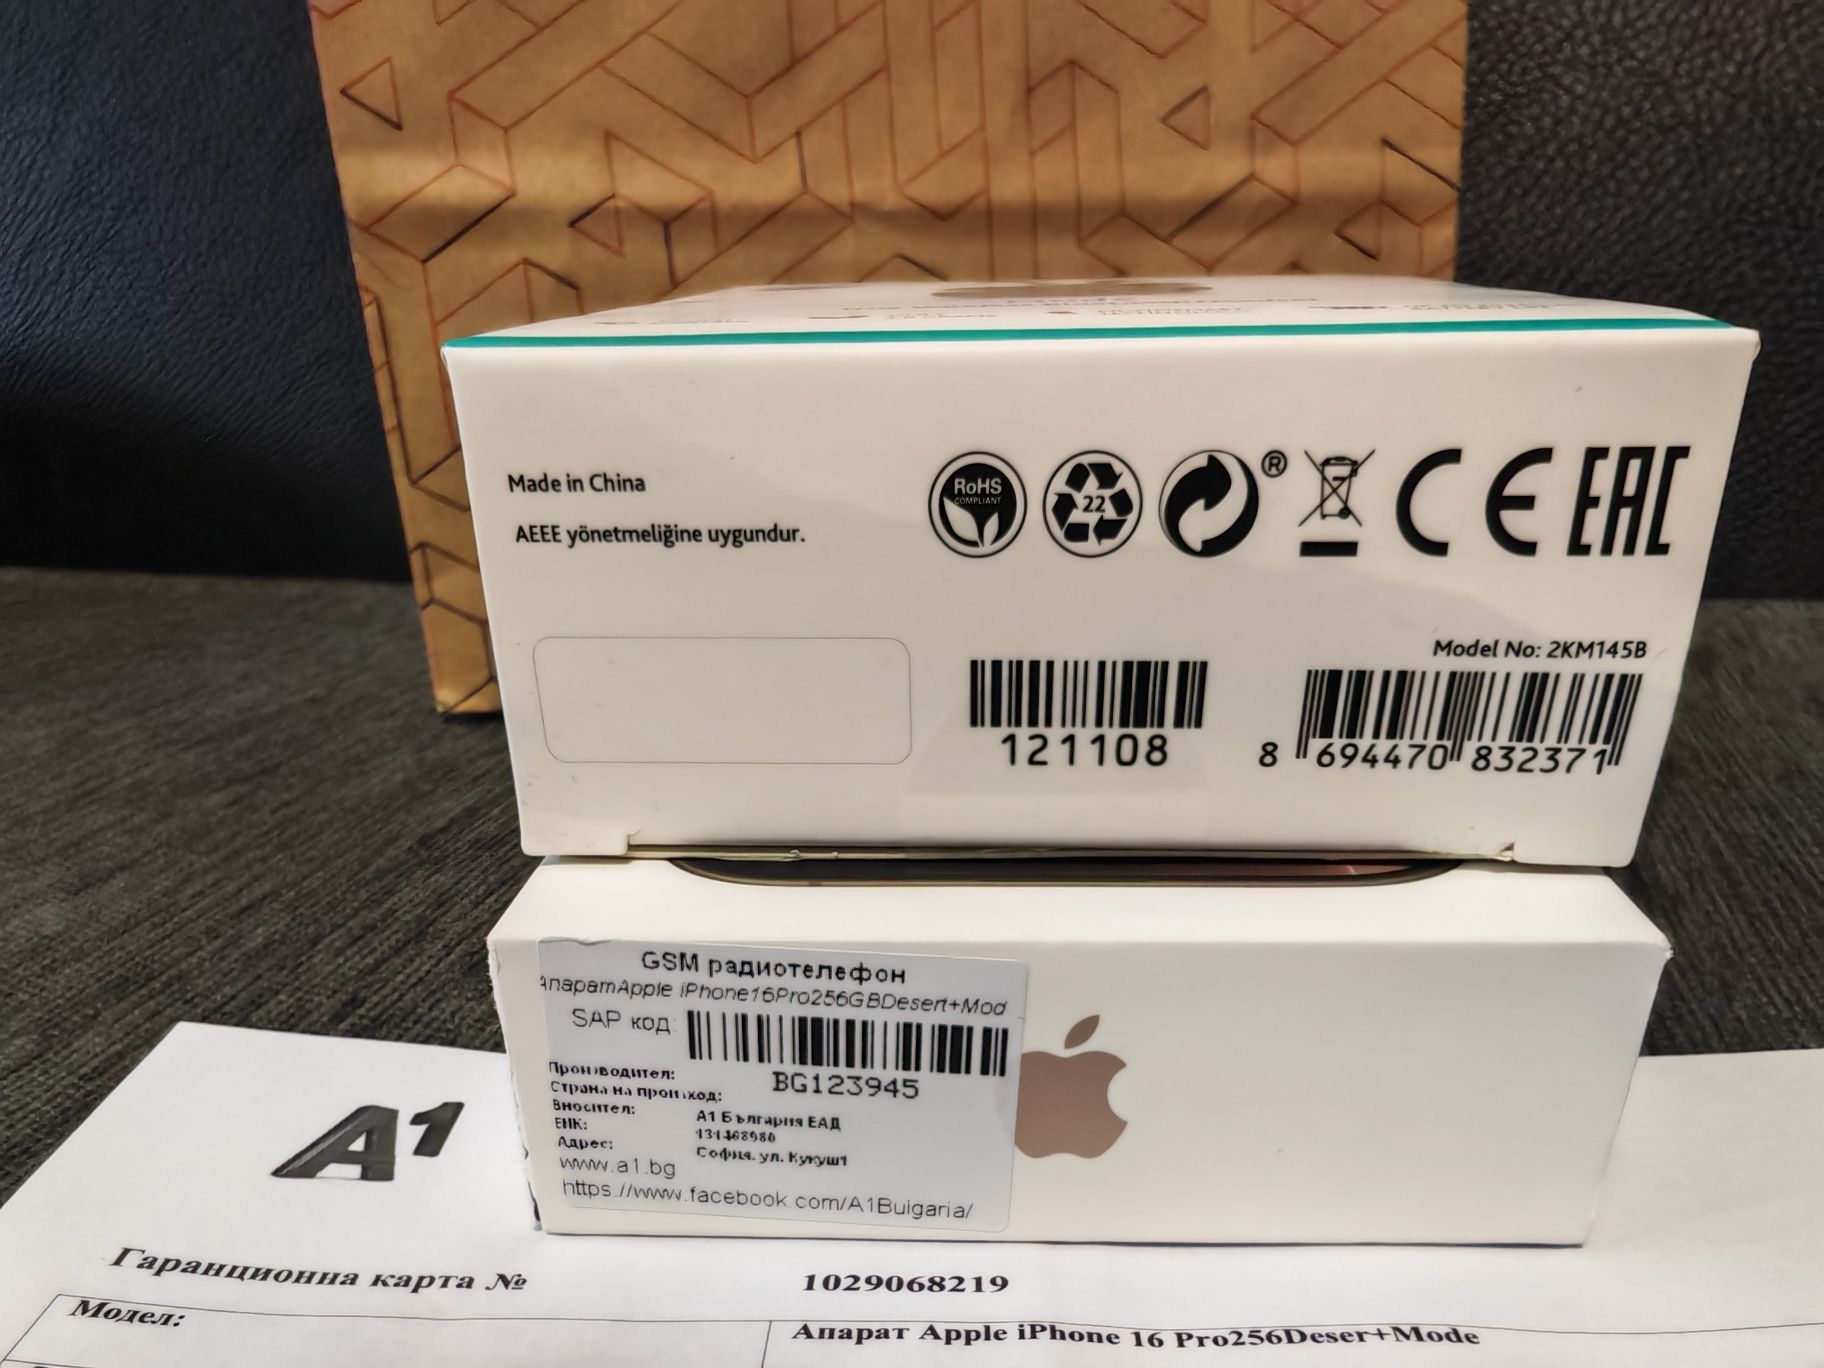 Made in China
AEEE yönetmeliğine uygundur.
RoHS
COMPLIANT
22
®
CE EAC
Model No: 2KM145B
121108
8 694470 832371
GSM радиотелефон
АпаратApple iPhone16Pro256GBDesert+Mod
SAP код:
BG123945
Производител:
Страна на произход:
Вносител: А1 България ЕАД
ЕИК: 131468980
Адрес: София. ул. Кукуш1
www.a1.bg
https://www.facebook.com/A1Bulgaria/
A1
Гаранционна карта № 1029068219
Модел: Апарат Apple iPhone 16 Pro256Deser+Mode